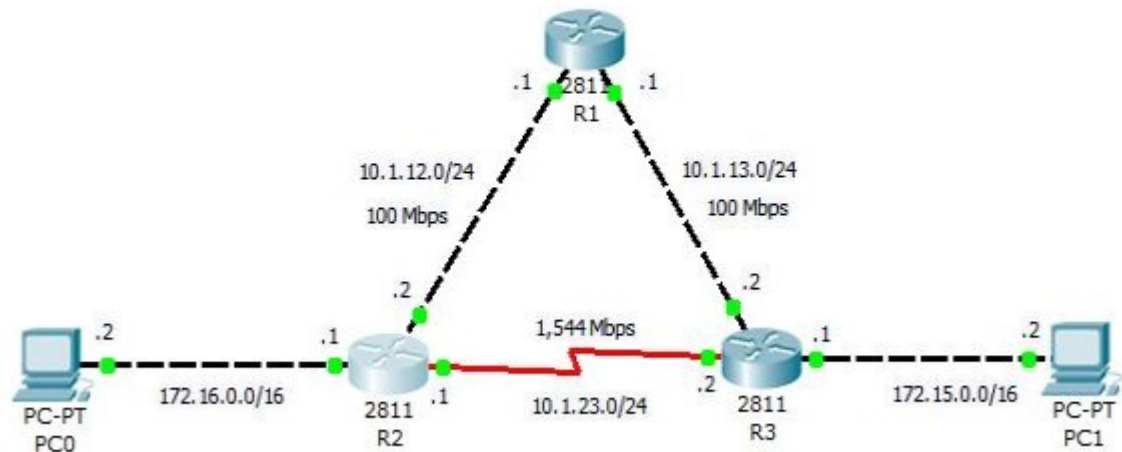 .1
2811
R1
.1
10.1.12.0/24
100 Mbps
10.1.13.0/24
100 Mbps
.2
.2
.2
172.16.0.0/16
.1
PC-PT
PC0
2811
R2
.1
1,544 Mbps
10.1.23.0/24
.2
2811
R3
.1
172.15.0.0/16
.2
PC-PT
PC1